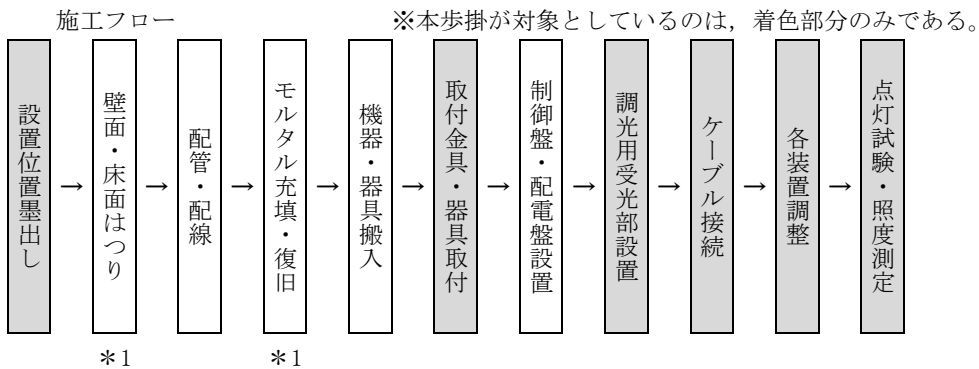 施工フロー
※本歩掛が対象としているのは，着色部分のみである。
設置位置墨出し
→
壁面・床面はつり
→
配管・配線
→
モルタル充填・復旧
→
機器・器具搬入
→
取付金具・器具取付
→
制御盤・配電盤設置
→
調光用受光部設置
→
ケーブル接続
→
各装置調整
→
点灯試験・照度測定
＊1
＊1